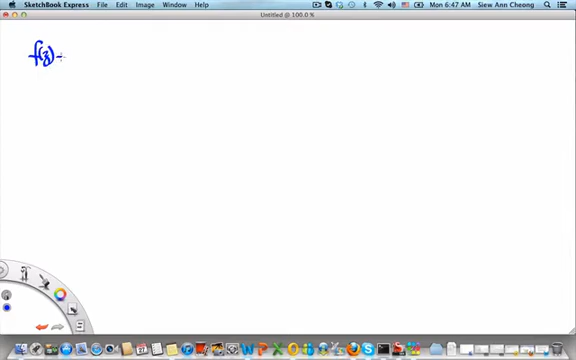 SketchBook Express File Edit Image Window Help Mon 6:47 AM Siew Ann Cheong
Untitled @ 100.0 %
f(z) -